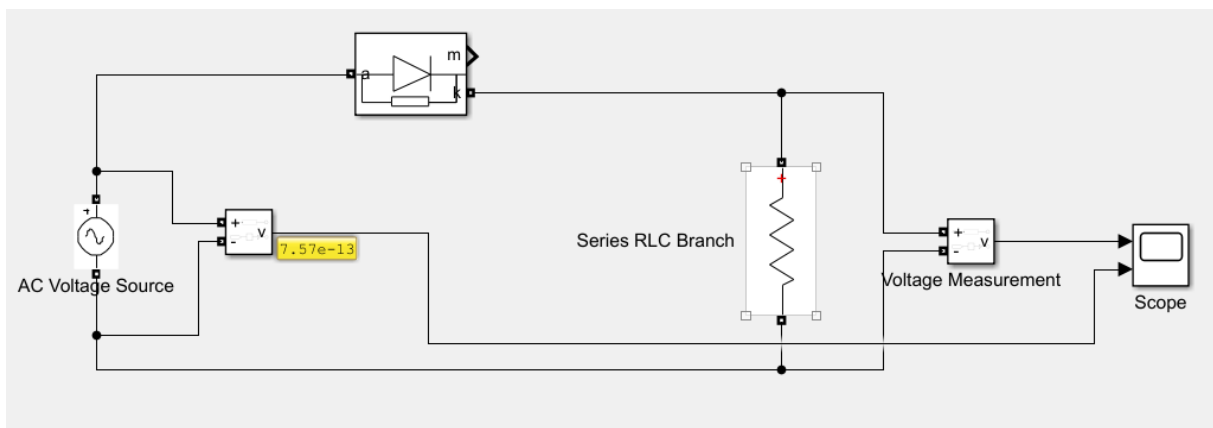 m
a
k
+
+
-
v
7.57e-13
AC Voltage Source
+
Series RLC Branch
+
-
v
Voltage Measurement
Scope